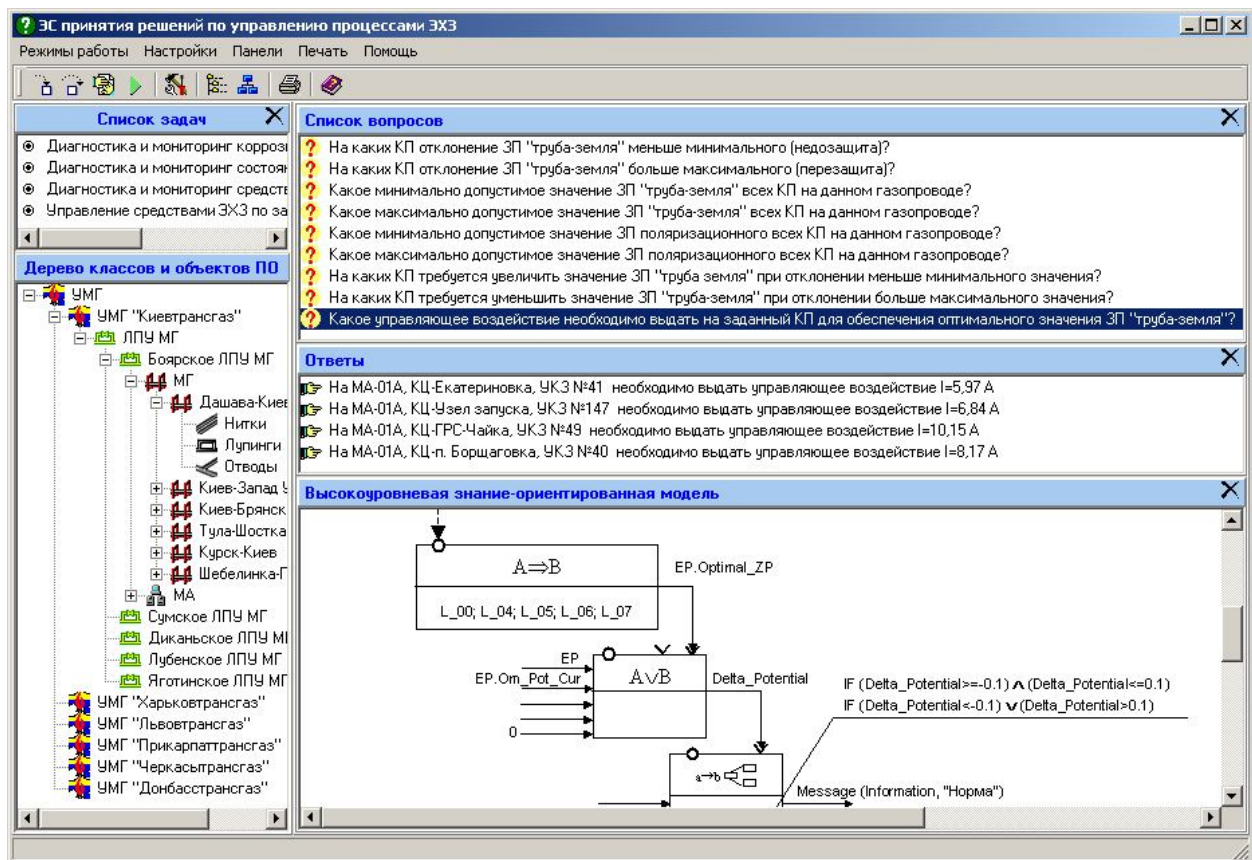 ЭС принятия решений по управлению процессами ЭХЗ
Режимы работы Настройки Панели Печать Помощь
Список задач
Диагностика и мониторинг коррози
Диагностика и мониторинг состоян
Диагностика и мониторинг средств
Управление средствами ЭХЗ по за
Дерево классов и объектов ПО
УМГ
УМГ "Киевтрансгаз"
ЛПУ МГ
Боярское ЛПУ МГ
МГ
Дашава-Киев
Нитки
Лупинги
Отводы
Киев-Запад У
Киев-Брянск
Тула-Шостка
Курск-Киев
Шебелинка-П
МА
Сумское ЛПУ МГ
Диканьское ЛПУ МГ
Лубенское ЛПУ МГ
Яготинское ЛПУ МГ
УМГ "Харьковтрансгаз"
УМГ "Львовтрансгаз"
УМГ "Прикарпаттрансгаз"
УМГ "Черкасытрансгаз"
УМГ "Донбасстрансгаз"
Список вопросов
На каких КП отклонение ЗП "труба-земля" меньше минимального (недозащита)?
На каких КП отклонение ЗП "труба-земля" больше максимального (перезащита)?
Какое минимально допустимое значение ЗП "труба-земля" всех КП на данном газопроводе?
Какое максимально допустимое значение ЗП "труба-земля" всех КП на данном газопроводе?
Какое минимально допустимое значение ЗП поляризационного всех КП на данном газопроводе?
Какое максимально допустимое значение ЗП поляризационного всех КП на данном газопроводе?
На каких КП требуется увеличить значение ЗП "труба земля" при отклонении меньше минимального значения?
На каких КП требуется уменьшить значение ЗП "труба-земля" при отклонении больше максимального значения?
Какое управляющее воздействие необходимо выдать на заданный КП для обеспечения оптимального значения ЗП "труба-земля"?
Ответы
На МА-01А, КЦ-Екатериновка, УКЗ №41 необходимо выдать управляющее воздействие I=5,97 А
На МА-01А, КЦ-Узел запуска, УКЗ №147 необходимо выдать управляющее воздействие I=6,84 А
На МА-01А, КЦ-ГРС-Чайка, УКЗ №49 необходимо выдать управляющее воздействие I=10,15 А
На МА-01А, КЦ-п. Борщаговка, УКЗ №40 необходимо выдать управляющее воздействие I=8,17 А
Высокоуровневая знание-ориентированная модель
A⇒B
EP.Optimal_ZP
L_00; L_04; L_05; L_06; L_07
EP
EP.Om_Pot_Cur
A∨B
Delta_Potential
0
IF (Delta_Potential>=-0.1) ∧ (Delta_Potential<=0.1)
IF (Delta_Potential<-0.1) ∨ (Delta_Potential>0.1)
a→b
Message (Information, "Норма")